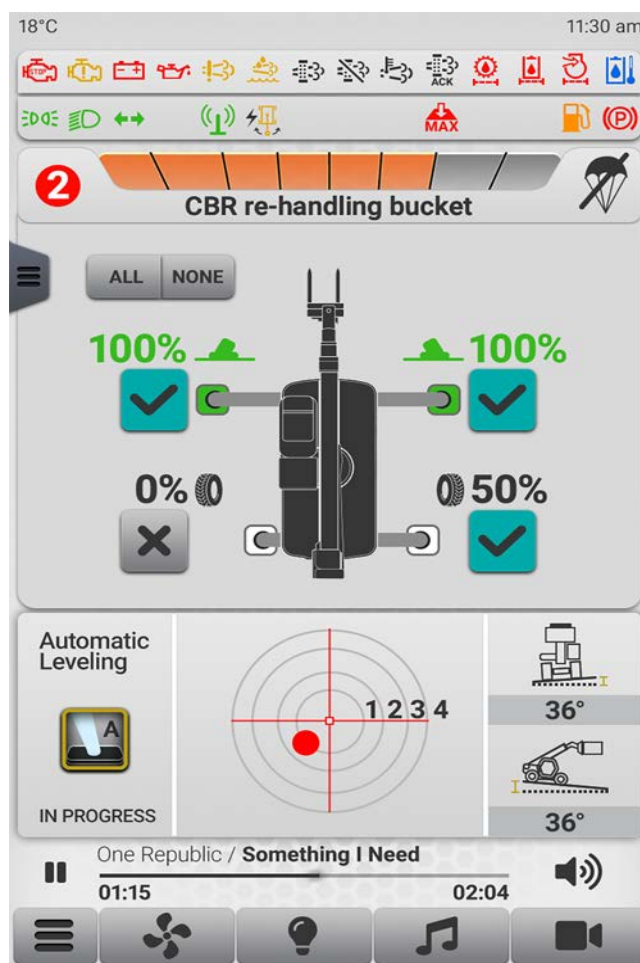 18°C 11:30 am
STOP ! ACK
MAX P
2
CBR re-handling bucket
ALL NONE
100% 100%
0% 50%
Automatic
Leveling
A
1 2 3 4
36°
IN PROGRESS
36°
One Republic / Something I Need
01:15 02:04